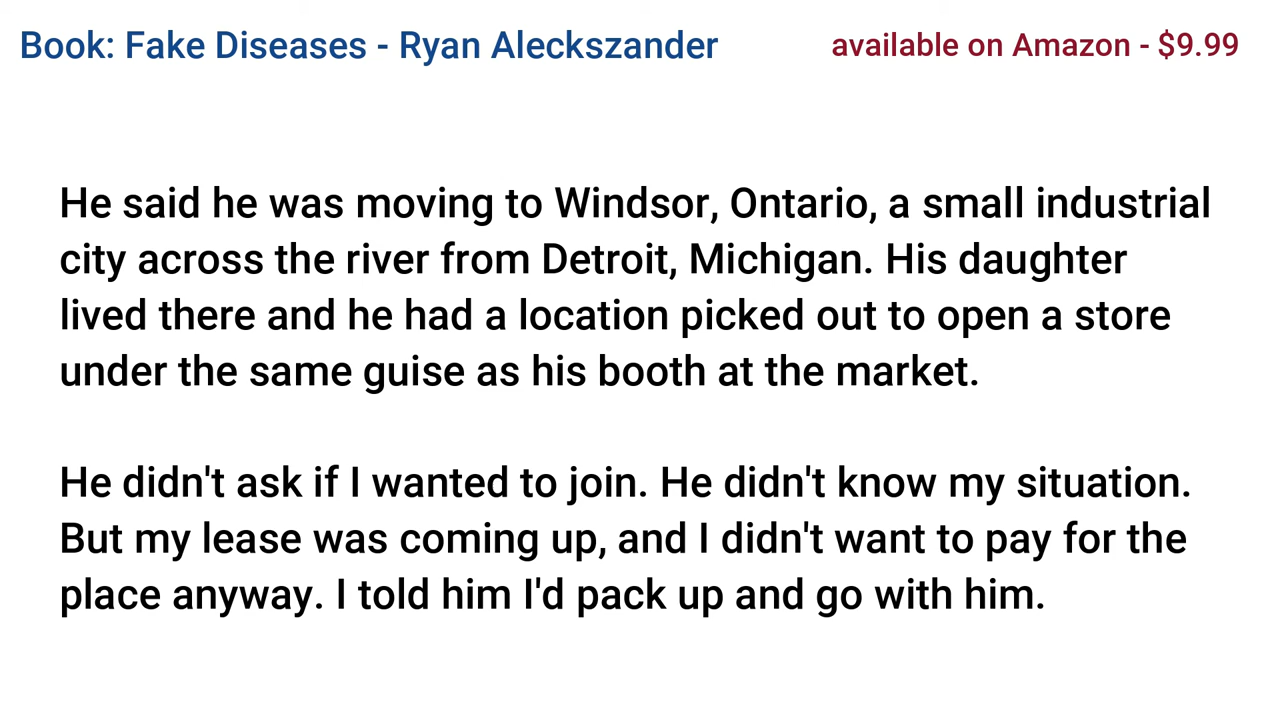 Book: Fake Diseases - Ryan Aleckszander
available on Amazon - $9.99
He said he was moving to Windsor, Ontario, a small industrial
city across the river from Detroit, Michigan. His daughter
lived there and he had a location picked out to open a store
under the same guise as his booth at the market.
He didn't ask if I wanted to join. He didn't know my situation.
But my lease was coming up, and I didn't want to pay for the
place anyway. I told him I'd pack up and go with him.